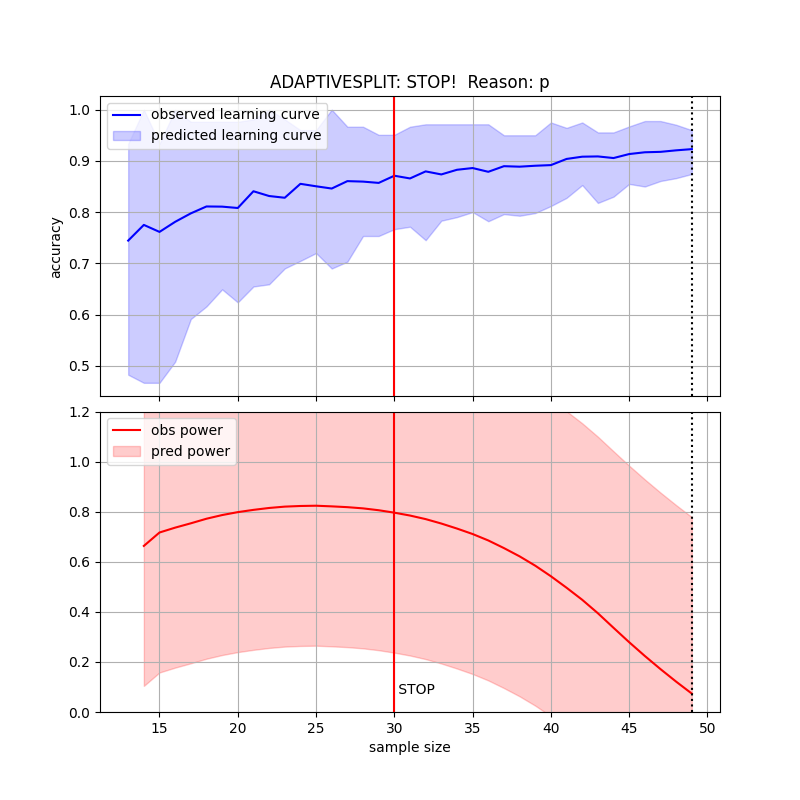 ADAPTIVESPLIT: STOP!  Reason: p
1.0
0.9
0.8
0.7
0.6
0.5
accuracy
observed learning curve
predicted learning curve
1.2
1.0
0.8
0.6
0.4
0.2
0.0
obs power
pred power
STOP
15 20 25 30 35 40 45 50
sample size